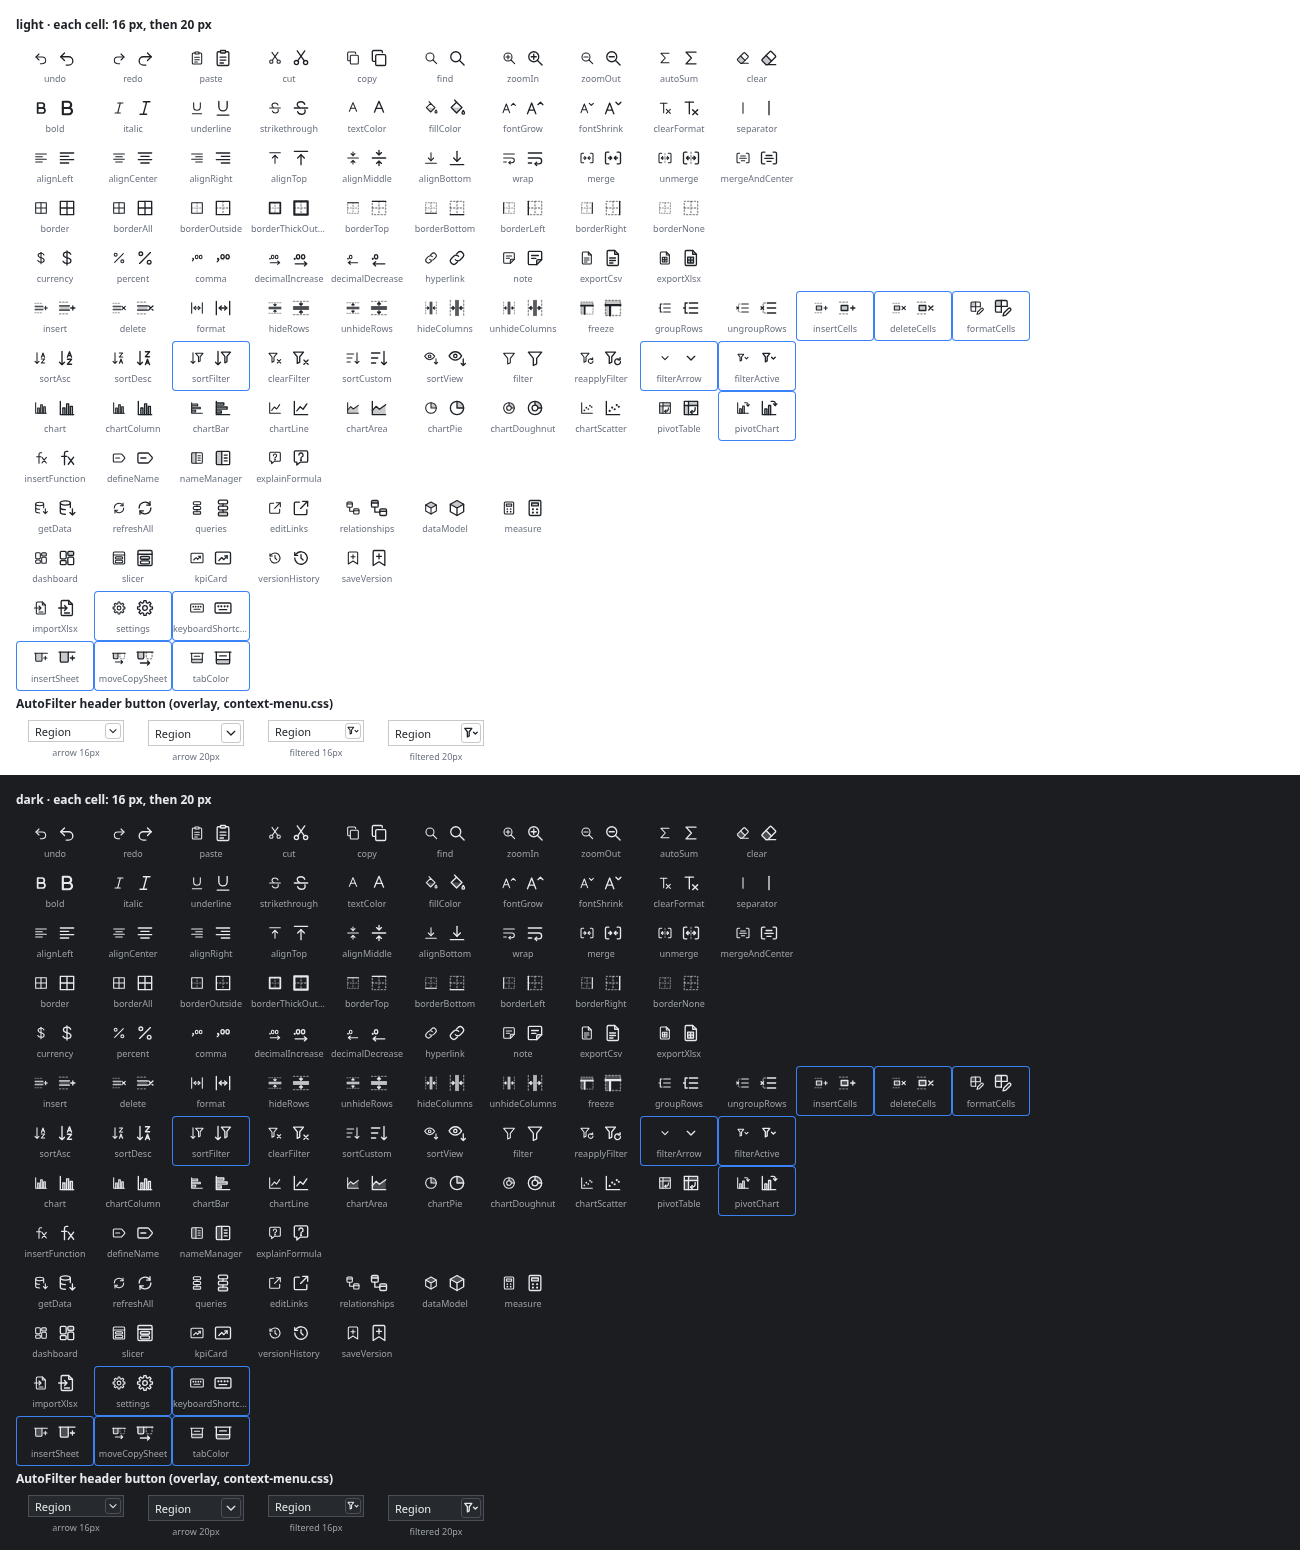 light · each cell: 16 px, then 20 px
undo redo paste cut copy find zoomIn zoomOut autoSum clear
bold italic underline strikethrough textColor fillColor fontGrow fontShrink clearFormat separator
alignLeft alignCenter alignRight alignTop alignMiddle alignBottom wrap merge unmerge mergeAndCenter
border borderAll borderOutside borderThickOut... borderTop borderBottom borderLeft borderRight borderNone
currency percent comma decimalIncrease decimalDecrease hyperlink note exportCsv exportXlsx
insert delete format hideRows unhideRows hideColumns unhideColumns freeze groupRows ungroupRows insertCells deleteCells formatCells
sortAsc sortDesc sortFilter clearFilter sortCustom sortView filter reapplyFilter filterArrow filterActive
chart chartColumn chartBar chartLine chartArea chartPie chartDoughnut chartScatter pivotTable pivotChart
insertFunction defineName nameManager explainFormula
getData refreshAll queries editLinks relationships dataModel measure
dashboard slicer kpiCard versionHistory saveVersion
importXlsx settings keyboardShortc...
insertSheet moveCopySheet tabColor
AutoFilter header button (overlay, context-menu.css)
Region Region Region Region
arrow 16px arrow 20px filtered 16px filtered 20px
dark · each cell: 16 px, then 20 px
undo redo paste cut copy find zoomIn zoomOut autoSum clear
bold italic underline strikethrough textColor fillColor fontGrow fontShrink clearFormat separator
alignLeft alignCenter alignRight alignTop alignMiddle alignBottom wrap merge unmerge mergeAndCenter
border borderAll borderOutside borderThickOut... borderTop borderBottom borderLeft borderRight borderNone
currency percent comma decimalIncrease decimalDecrease hyperlink note exportCsv exportXlsx
insert delete format hideRows unhideRows hideColumns unhideColumns freeze groupRows ungroupRows insertCells deleteCells formatCells
sortAsc sortDesc sortFilter clearFilter sortCustom sortView filter reapplyFilter filterArrow filterActive
chart chartColumn chartBar chartLine chartArea chartPie chartDoughnut chartScatter pivotTable pivotChart
insertFunction defineName nameManager explainFormula
getData refreshAll queries editLinks relationships dataModel measure
dashboard slicer kpiCard versionHistory saveVersion
importXlsx settings keyboardShortc...
insertSheet moveCopySheet tabColor
AutoFilter header button (overlay, context-menu.css)
Region Region Region Region
arrow 16px arrow 20px filtered 16px filtered 20px